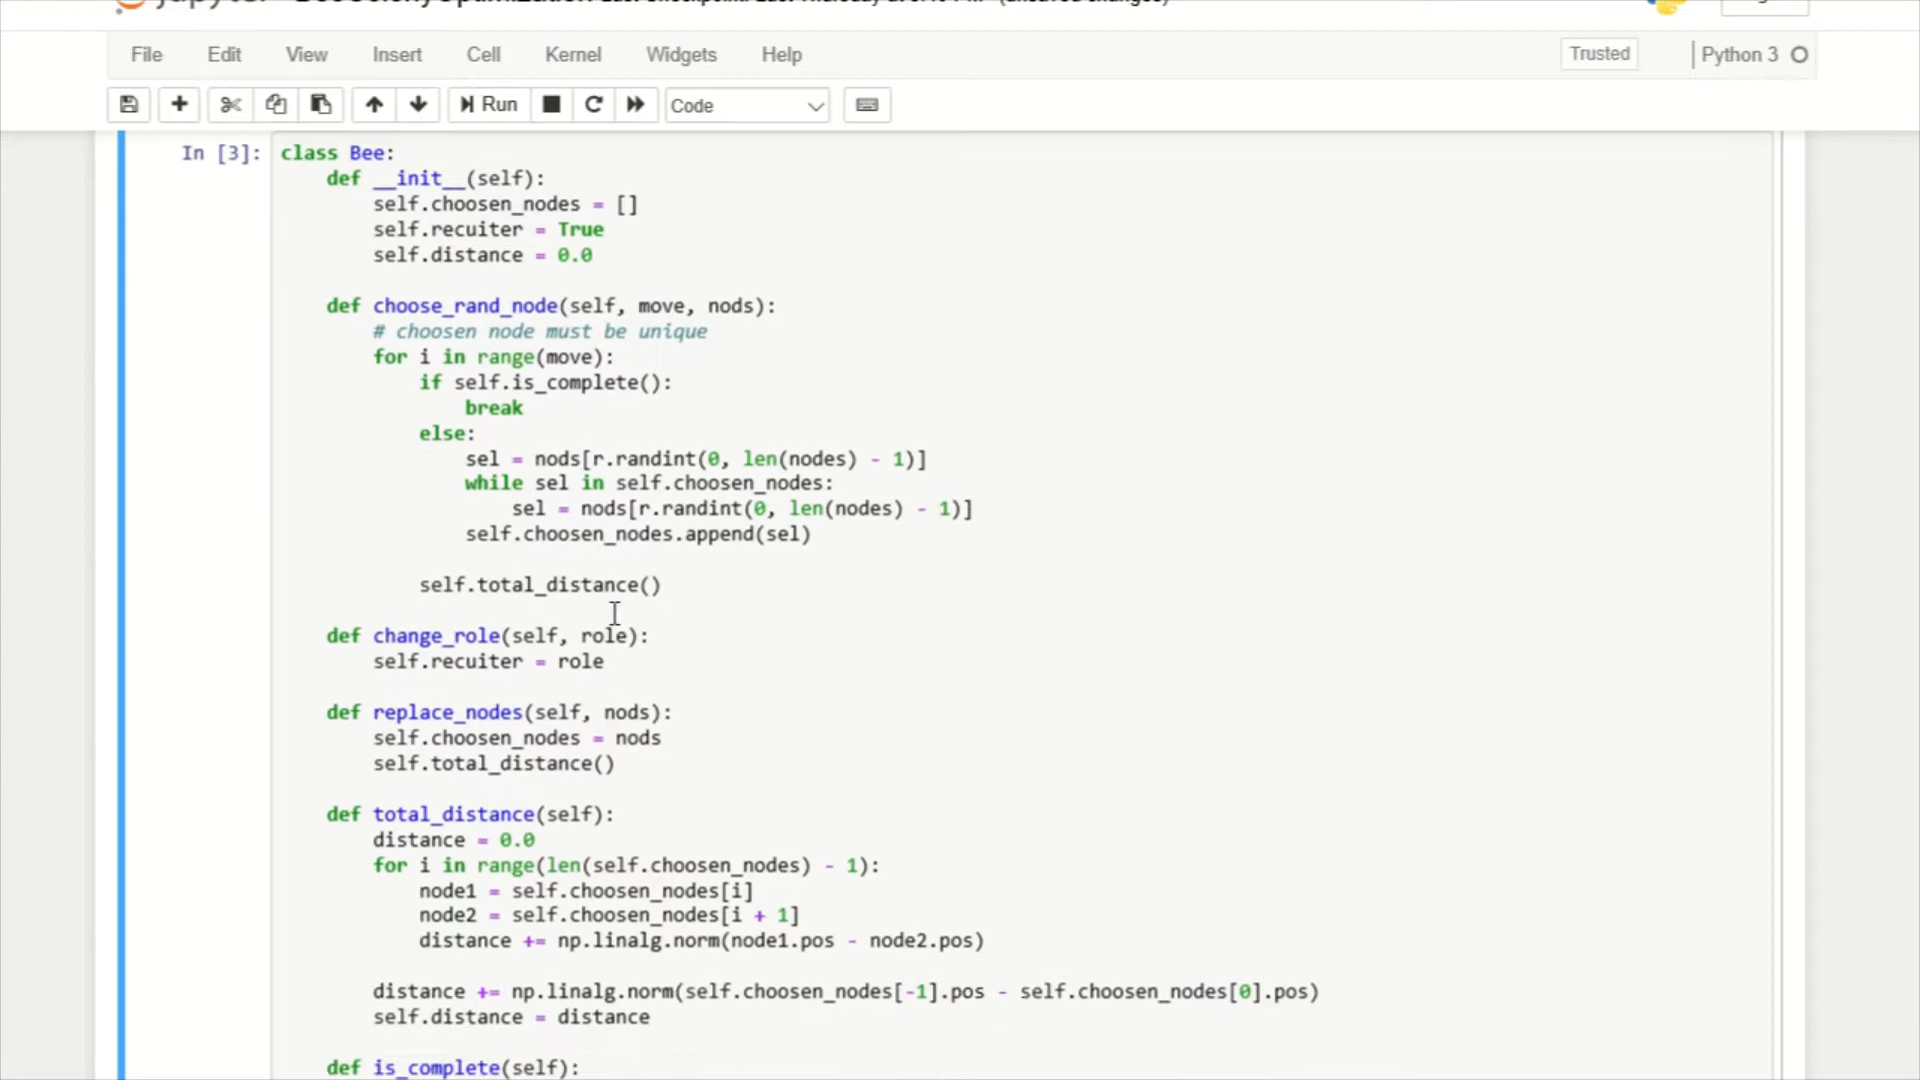 File Edit View Insert Cell Kernel Widgets Help Trusted Python 3
Run Code
In [3]:
class Bee:
    def __init__(self):
        self.choosen_nodes = []
        self.recuiter = True
        self.distance = 0.0
    def choose_rand_node(self, move, nods):
        # choosen node must be unique
        for i in range(move):
            if self.is_complete():
                break
            else:
                sel = nods[r.randint(0, len(nodes) - 1)]
                while sel in self.choosen_nodes:
                    sel = nods[r.randint(0, len(nodes) - 1)]
                self.choosen_nodes.append(sel)
            self.total_distance()
    def change_role(self, role):
        self.recuiter = role
    def replace_nodes(self, nods):
        self.choosen_nodes = nods
        self.total_distance()
    def total_distance(self):
        distance = 0.0
        for i in range(len(self.choosen_nodes) - 1):
            node1 = self.choosen_nodes[i]
            node2 = self.choosen_nodes[i + 1]
            distance += np.linalg.norm(node1.pos - node2.pos)
        distance += np.linalg.norm(self.choosen_nodes[-1].pos - self.choosen_nodes[0].pos)
        self.distance = distance
    def is_complete(self):